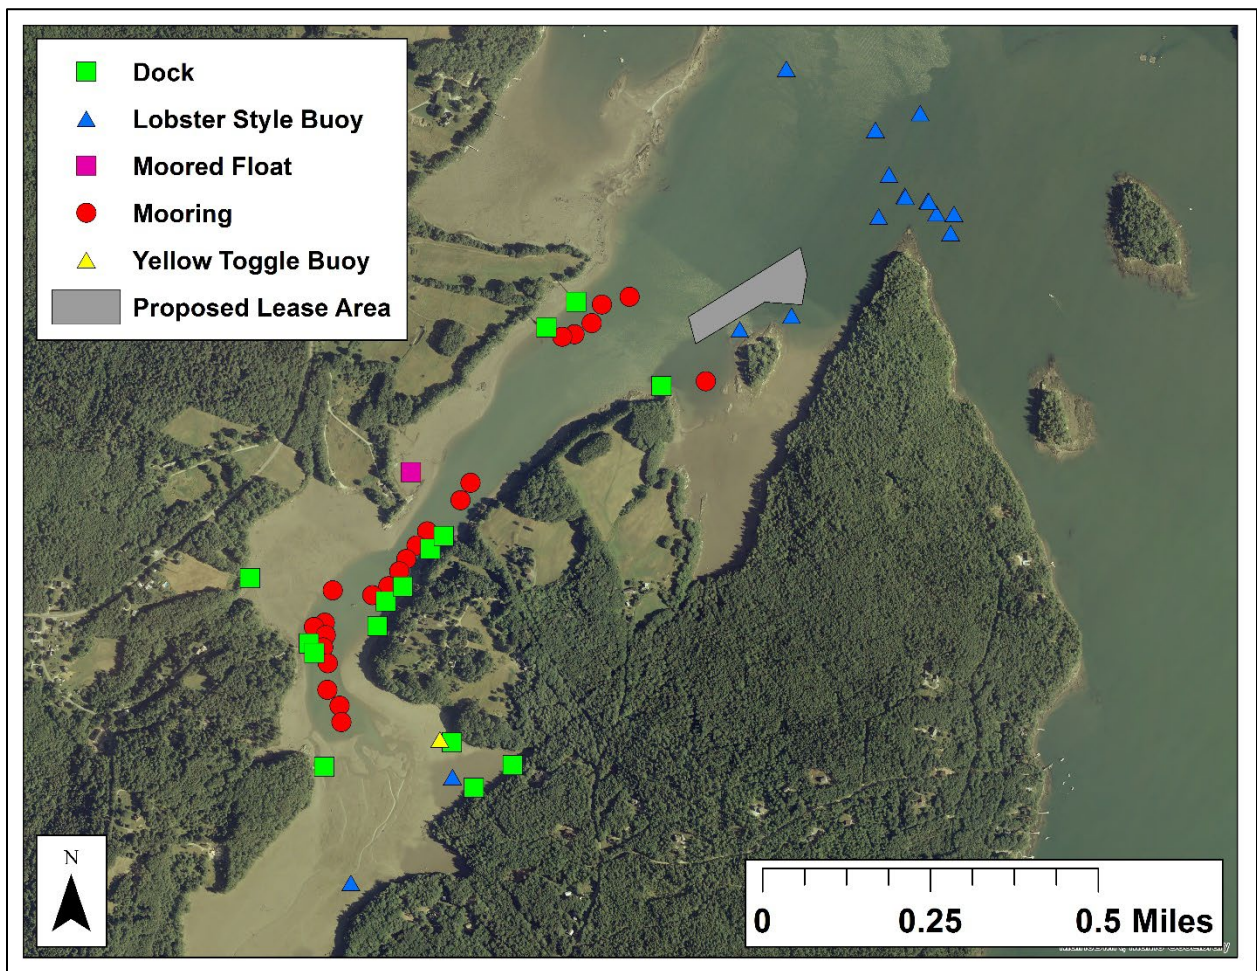 Dock
Lobster Style Buoy
Moored Float
Mooring
Yellow Toggle Buoy
Proposed Lease Area
N
0 0.25 0.5 Miles